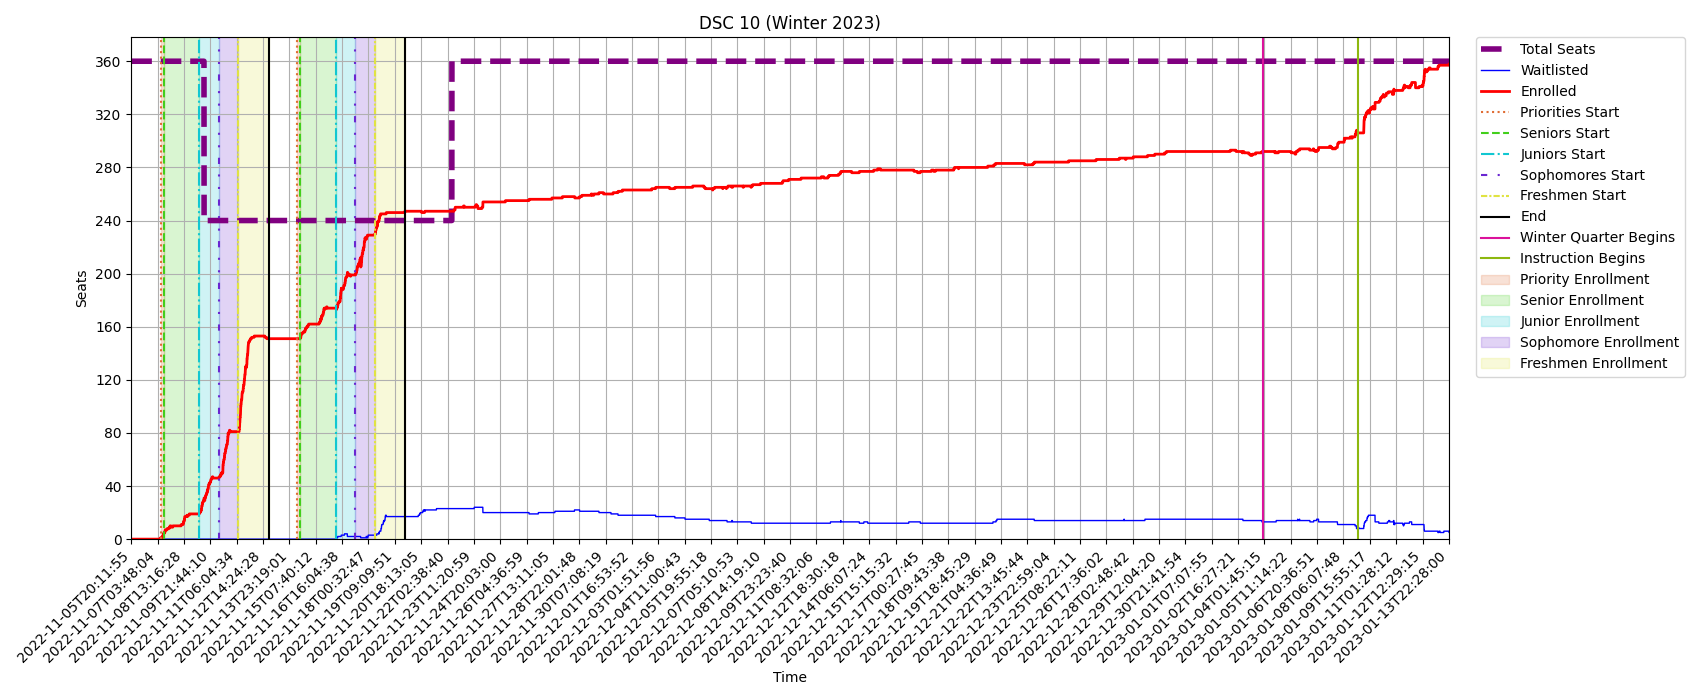 DSC 10 (Winter 2023)
Seats
360
320
280
240
200
160
120
80
40
0
2022-11-05T20:11:55
2022-11-07T03:48:04
2022-11-08T13:16:28
2022-11-09T21:44:10
2022-11-11T06:04:34
2022-11-12T14:24:28
2022-11-13T23:19:01
2022-11-15T07:40:12
2022-11-16T16:04:38
2022-11-18T00:32:47
2022-11-19T09:09:51
2022-11-20T18:13:05
2022-11-22T02:38:40
2022-11-23T11:20:59
2022-11-24T20:03:00
2022-11-26T04:36:59
2022-11-27T13:11:05
2022-11-28T22:01:48
2022-11-30T07:08:19
2022-12-01T16:53:52
2022-12-03T01:51:56
2022-12-04T11:00:43
2022-12-05T19:55:18
2022-12-07T05:10:53
2022-12-08T14:19:10
2022-12-09T23:23:40
2022-12-11T08:32:06
2022-12-12T18:30:18
2022-12-14T06:07:24
2022-12-15T15:15:32
2022-12-17T00:27:45
2022-12-18T09:43:38
2022-12-19T18:45:29
2022-12-21T04:36:49
2022-12-22T13:45:44
2022-12-23T22:59:04
2022-12-25T08:22:11
2022-12-26T17:36:02
2022-12-28T02:48:42
2022-12-29T12:04:20
2022-12-30T21:41:54
2023-01-01T07:07:55
2023-01-02T16:27:21
2023-01-04T01:45:15
2023-01-05T11:14:22
2023-01-06T20:36:51
2023-01-08T06:07:48
2023-01-09T15:55:17
2023-01-11T01:28:12
2023-01-12T12:29:15
2023-01-13T22:28:00
Time
Total Seats
Waitlisted
Enrolled
Priorities Start
Seniors Start
Juniors Start
Sophomores Start
Freshmen Start
End
Winter Quarter Begins
Instruction Begins
Priority Enrollment
Senior Enrollment
Junior Enrollment
Sophomore Enrollment
Freshmen Enrollment